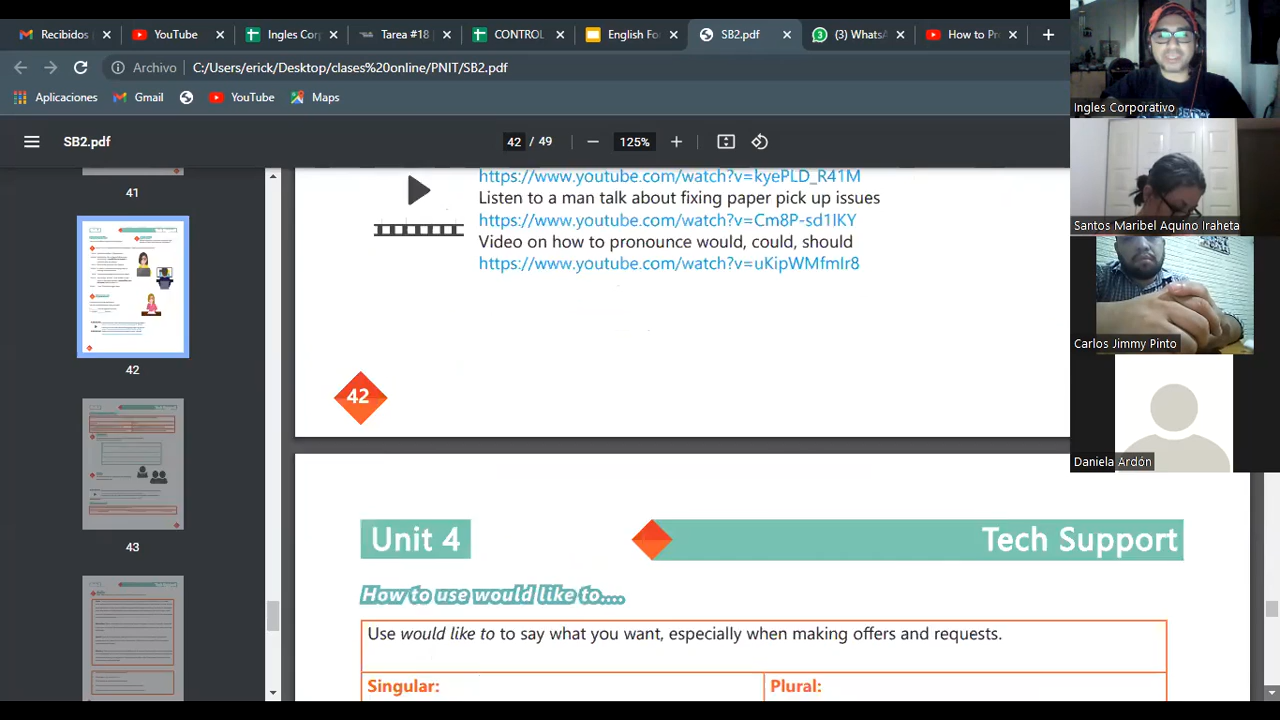 Recibidos
YouTube
Ingles Cor
Tarea #18
CONTROL
English Fo
SB2.pdf
(3) WhatsA
How to Pr
Archivo C:/Users/erick/Desktop/clases%20online/PNIT/SB2.pdf
Aplicaciones Gmail YouTube Maps
SB2.pdf 42 / 49 125%
41
42
43
https://www.youtube.com/watch?v=kyePLD_R41M
Listen to a man talk about fixing paper pick up issues
https://www.youtube.com/watch?v=Cm8P-sd1IKY
Video on how to pronounce would, could, should
https://www.youtube.com/watch?v=uKipWMfmIr8
42
Unit 4 Tech Support
How to use would like to....
Use would like to to say what you want, especially when making offers and requests.
Singular: Plural:
Ingles Corporativo
Santos Maribel Aquino Iraheta
Carlos Jimmy Pinto
Daniela Ardón